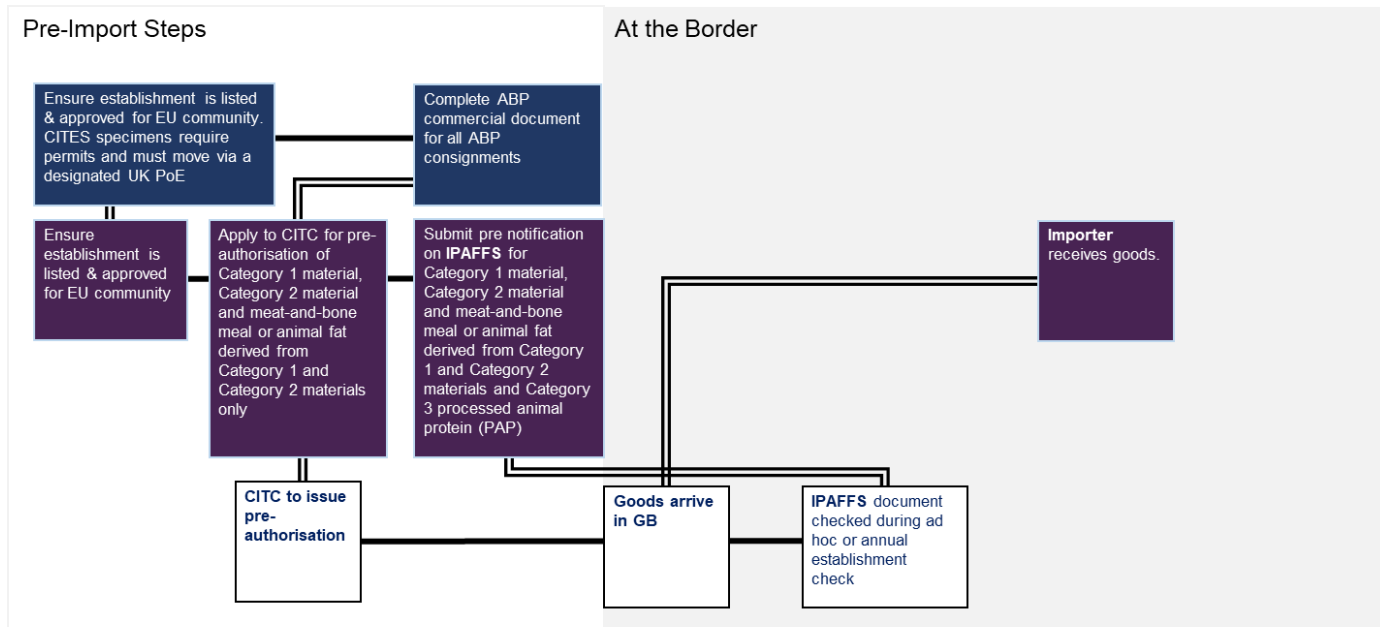 Pre-Import Steps
At the Border
Ensure establishment is listed
& approved for EU community.
CITES specimens require
permits and must move via a
designated UK PoE
Complete ABP
commercial document
for all ABP
consignments
Ensure
establishment is
listed & approved
for EU community
Apply to CITC for pre-
authorisation of
Category 1 material,
Category 2 material
and meat-and-bone
meal or animal fat
derived from
Category 1 and
Category 2 materials
only
Submit pre notification
on IPAFFS for
Category 1 material,
Category 2 material
and meat-and-bone
meal or animal fat
derived from Category
1 and Category 2
materials and Category
3 processed animal
protein (PAP)
Importer
receives goods.
CITC to issue
pre-
authorisation
Goods arrive
in GB
IPAFFS document
checked during ad
hoc or annual
establishment
check